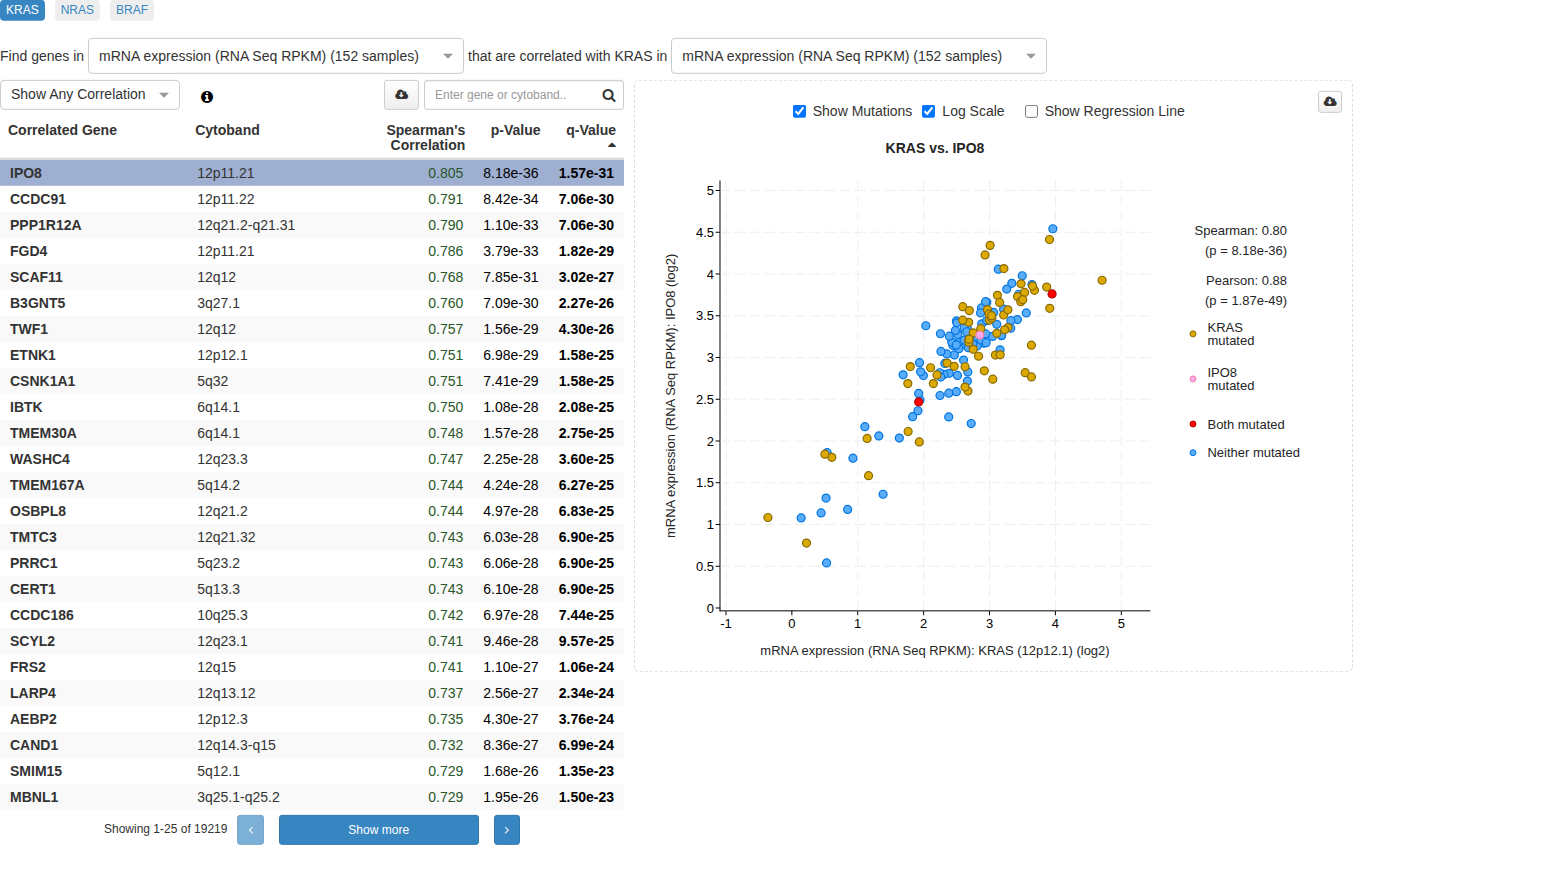 KRAS NRAS BRAF
Find genes in mRNA expression (RNA Seq RPKM) (152 samples) that are correlated with KRAS in mRNA expression (RNA Seq RPKM) (152 samples)
Show Any Correlation Enter gene or cytoband..
Correlated Gene Cytoband Spearman's Correlation p-Value q-Value
IPO8 12p11.21 0.805 8.18e-36 1.57e-31
CCDC91 12p11.22 0.791 8.42e-34 7.06e-30
PPP1R12A 12q21.2-q21.31 0.790 1.10e-33 7.06e-30
FGD4 12p11.21 0.786 3.79e-33 1.82e-29
SCAF11 12q12 0.768 7.85e-31 3.02e-27
B3GNT5 3q27.1 0.760 7.09e-30 2.27e-26
TWF1 12q12 0.757 1.56e-29 4.30e-26
ETNK1 12p12.1 0.751 6.98e-29 1.58e-25
CSNK1A1 5q32 0.751 7.41e-29 1.58e-25
IBTK 6q14.1 0.750 1.08e-28 2.08e-25
TMEM30A 6q14.1 0.748 1.57e-28 2.75e-25
WASHC4 12q23.3 0.747 2.25e-28 3.60e-25
TMEM167A 5q14.2 0.744 4.24e-28 6.27e-25
OSBPL8 12q21.2 0.744 4.97e-28 6.83e-25
TMTC3 12q21.32 0.743 6.03e-28 6.90e-25
PRRC1 5q23.2 0.743 6.06e-28 6.90e-25
CERT1 5q13.3 0.743 6.10e-28 6.90e-25
CCDC186 10q25.3 0.742 6.97e-28 7.44e-25
SCYL2 12q23.1 0.741 9.46e-28 9.57e-25
FRS2 12q15 0.741 1.10e-27 1.06e-24
LARP4 12q13.12 0.737 2.56e-27 2.34e-24
AEBP2 12p12.3 0.735 4.30e-27 3.76e-24
CAND1 12q14.3-q15 0.732 8.36e-27 6.99e-24
SMIM15 5q12.1 0.729 1.68e-26 1.35e-23
MBNL1 3q25.1-q25.2 0.729 1.95e-26 1.50e-23
Showing 1-25 of 19219 ‹ Show more ›
Show Mutations Log Scale Show Regression Line
KRAS vs. IPO8
mRNA expression (RNA Seq RPKM): IPO8 (log2)
5
4.5
4
3.5
3
2.5
2
1.5
1
0.5
0
-1 0 1 2 3 4 5
mRNA expression (RNA Seq RPKM): KRAS (12p12.1) (log2)
Spearman: 0.80
(p = 8.18e-36)
Pearson: 0.88
(p = 1.87e-49)
KRAS
mutated
IPO8
mutated
Both mutated
Neither mutated